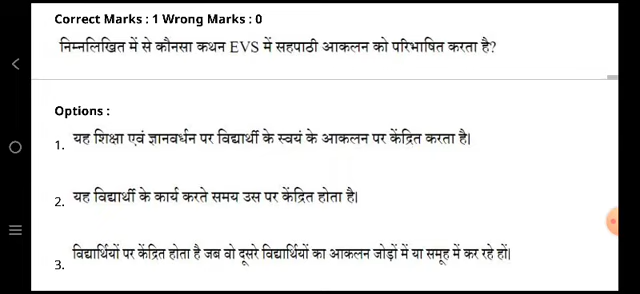 Correct Marks : 1 Wrong Marks : 0
निम्नलिखित में से कौनसा कथन EVS में सहपाठी आकलन को परिभाषित करता है?
Options :
1. यह शिक्षा एवं ज्ञानवर्धन पर विद्यार्थी के स्वयं के आकलन पर केंद्रित करता है।
2. यह विद्यार्थी के कार्य करते समय उस पर केंद्रित होता है।
3. विद्यार्थियों पर केंद्रित होता है जब वो दूसरे विद्यार्थियों का आकलन जोड़ों में या समूह में कर रहे हों।